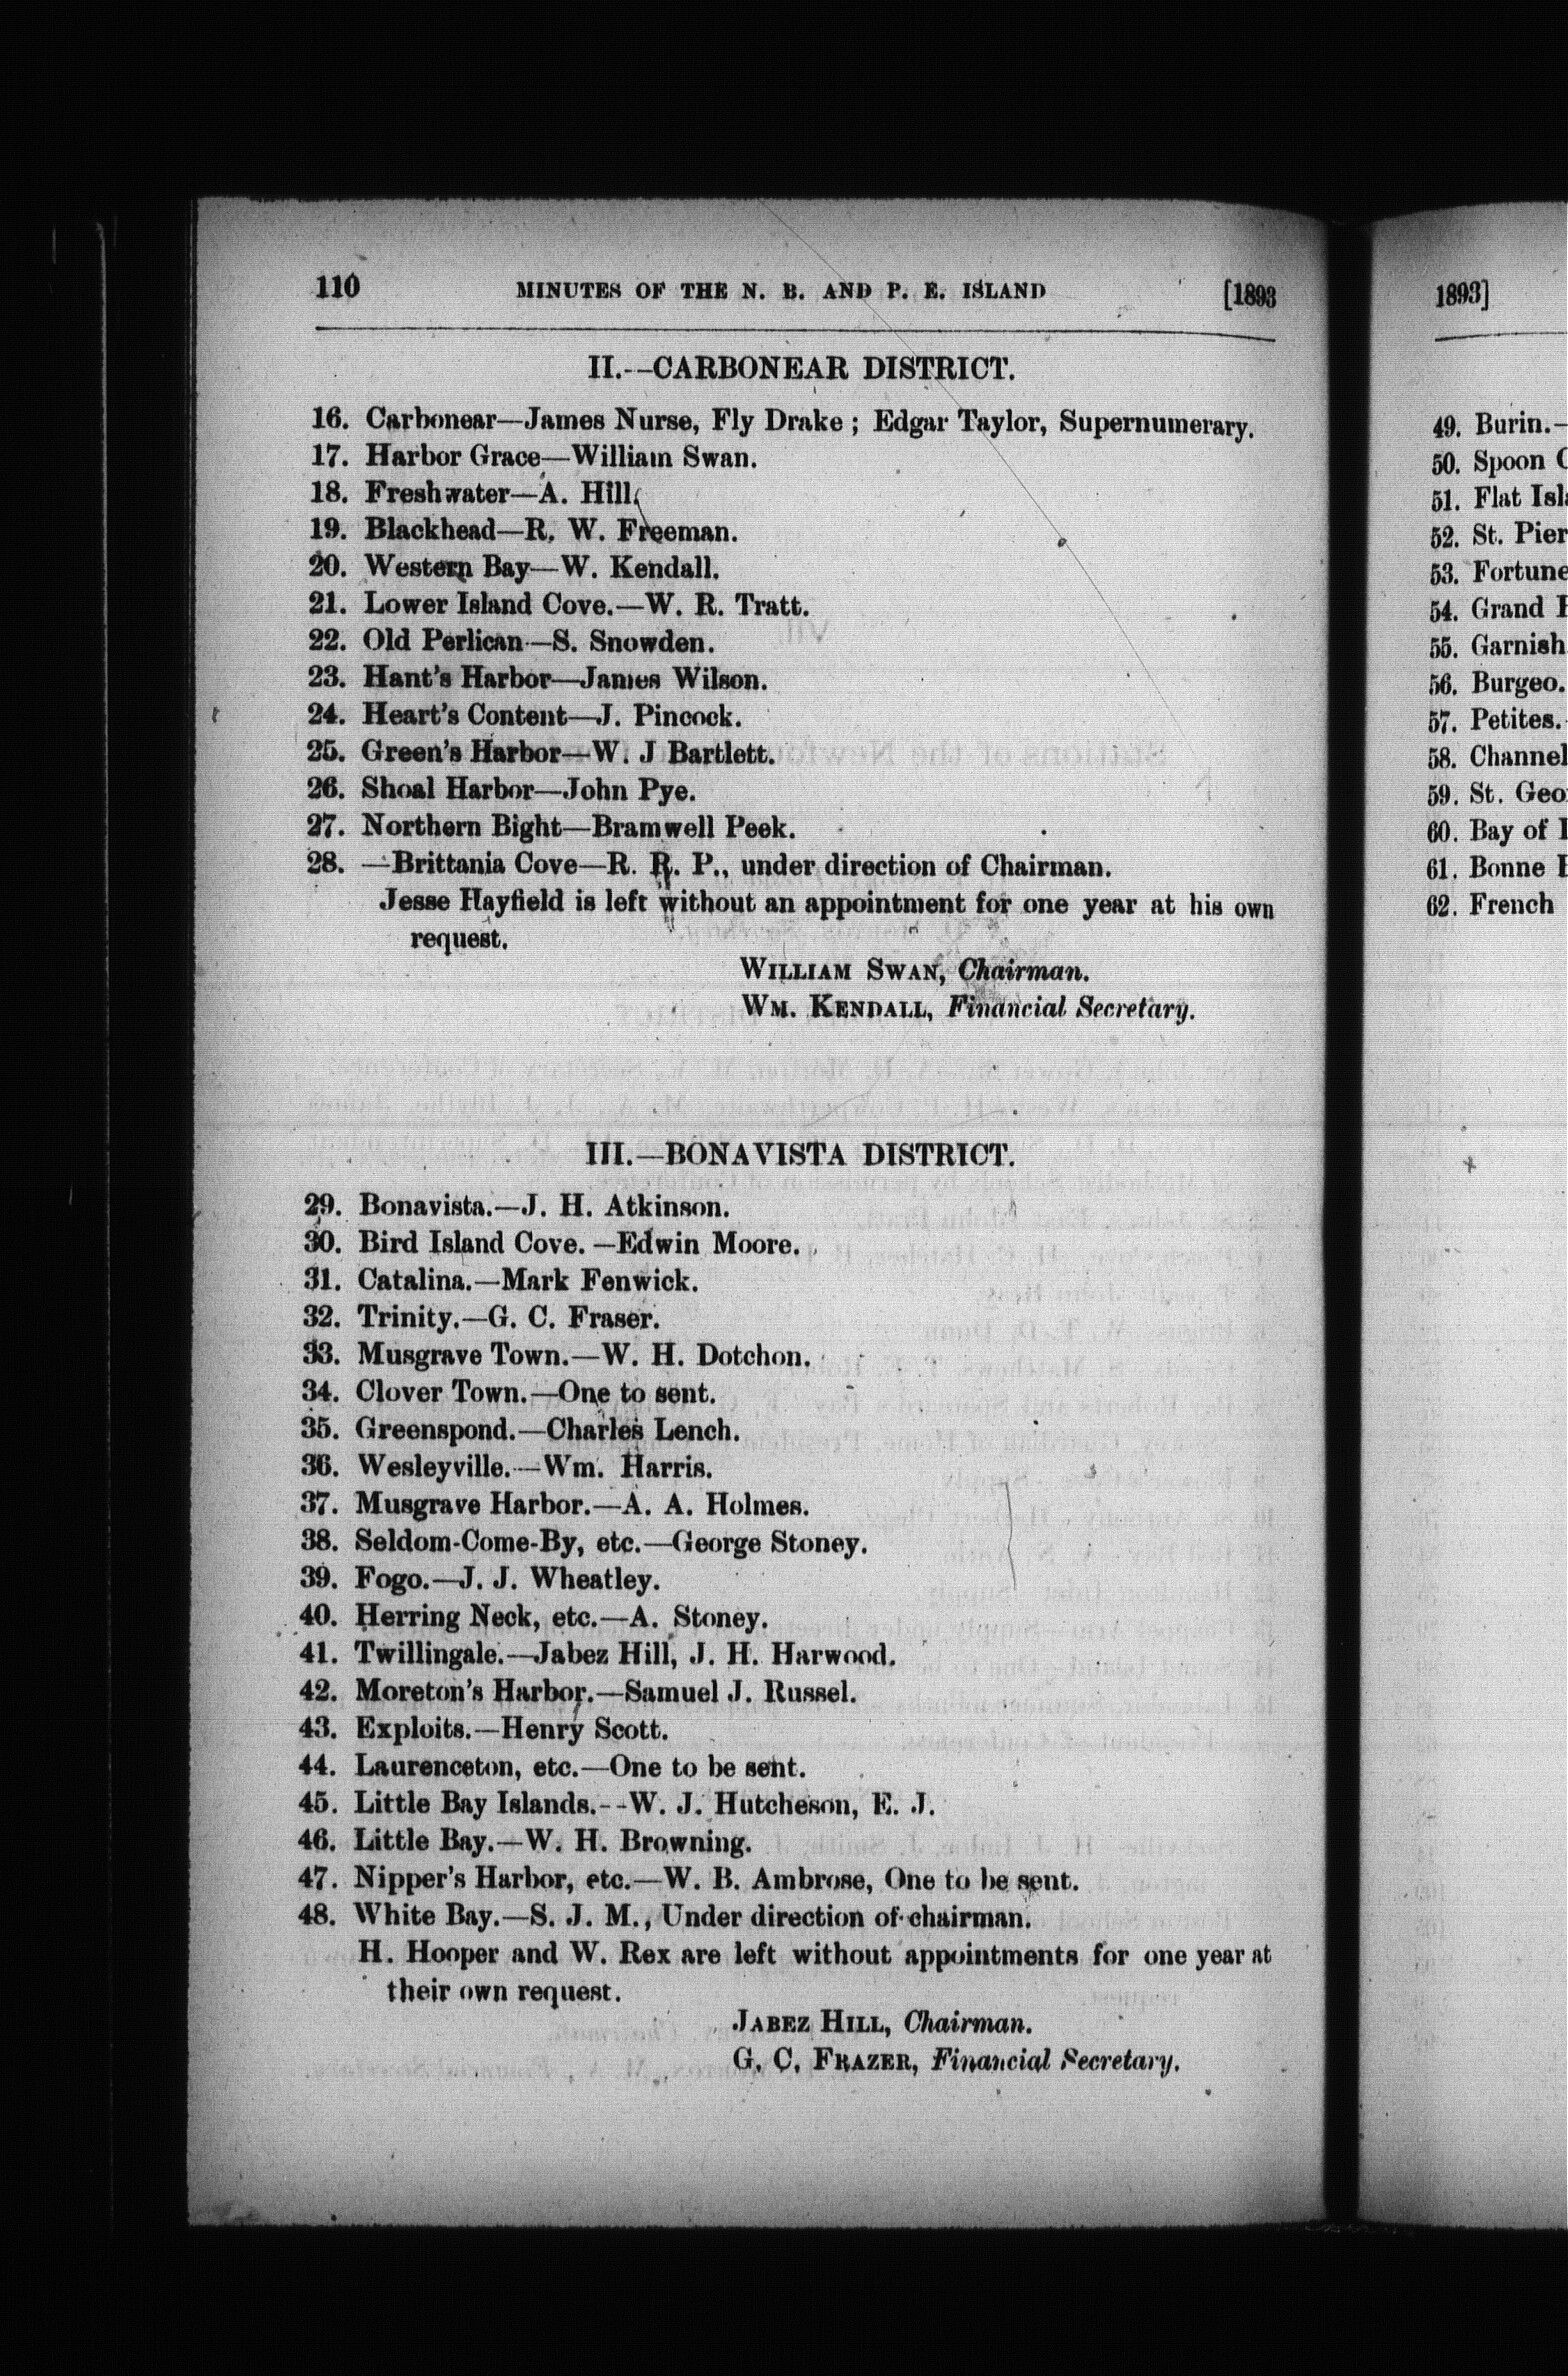 110 MINUTES OF THE N. B. AND P. E. ISLAND [1893
II.--CARBONEAR DISTRICT.
16. Carbonear—James Nurse, Fly Drake ; Edgar Taylor, Supernumerary.
17. Harbor Grace—William Swan.
18. Freshwater—A. Hill.
19. Blackhead—R. W. Freeman.
20. Western Bay—W. Kendall.
21. Lower Island Cove.—W. R. Tratt.
22. Old Perlican—S. Snowden.
23. Hant's Harbor—James Wilson.
24. Heart's Content—J. Pincock.
25. Green's Harbor—W. J Bartlett.
26. Shoal Harbor—John Pye.
27. Northern Bight—Bramwell Peek.
28. —Brittania Cove—R. R. P., under direction of Chairman.
Jesse Hayfield is left without an appointment for one year at his own
request.
WILLIAM SWAN, Chairman.
WM. KENDALL, Financial Secretary.
III.—BONAVISTA DISTRICT.
29. Bonavista.—J. H. Atkinson.
30. Bird Island Cove.—Edwin Moore.
31. Catalina.—Mark Fenwick.
32. Trinity.—G. C. Fraser.
33. Musgrave Town.—W. H. Dotchon.
34. Clover Town.—One to sent.
35. Greenspond.—Charles Lench.
36. Wesleyville.—Wm. Harris.
37. Musgrave Harbor.—A. A. Holmes.
38. Seldom-Come-By, etc.—George Stoney.
39. Fogo.—J. J. Wheatley.
40. Herring Neck, etc.—A. Stoney.
41. Twillingale.—Jabez Hill, J. H. Harwood.
42. Moreton's Harbor.—Samuel J. Russel.
43. Exploits.—Henry Scott.
44. Laurenceton, etc.—One to be sent.
45. Little Bay Islands.--W. J. Hutcheson, E. J.
46. Little Bay.—W. H. Browning.
47. Nipper's Harbor, etc.—W. B. Ambrose, One to be sent.
48. White Bay.—S. J. M., Under direction of chairman.
H. Hooper and W. Rex are left without appointments for one year at
their own request.
JABEZ HILL, Chairman.
G. C. FRAZER, Financial Secretary.
1893]
49. Burin.—
50. Spoon
51. Flat
52. St.
53. Fortune
54. Grand
55. Garnish
56. Burgeo.
57. Petites.
58. Channel
59. St.
60. Bay of
61. Bonne
62. French